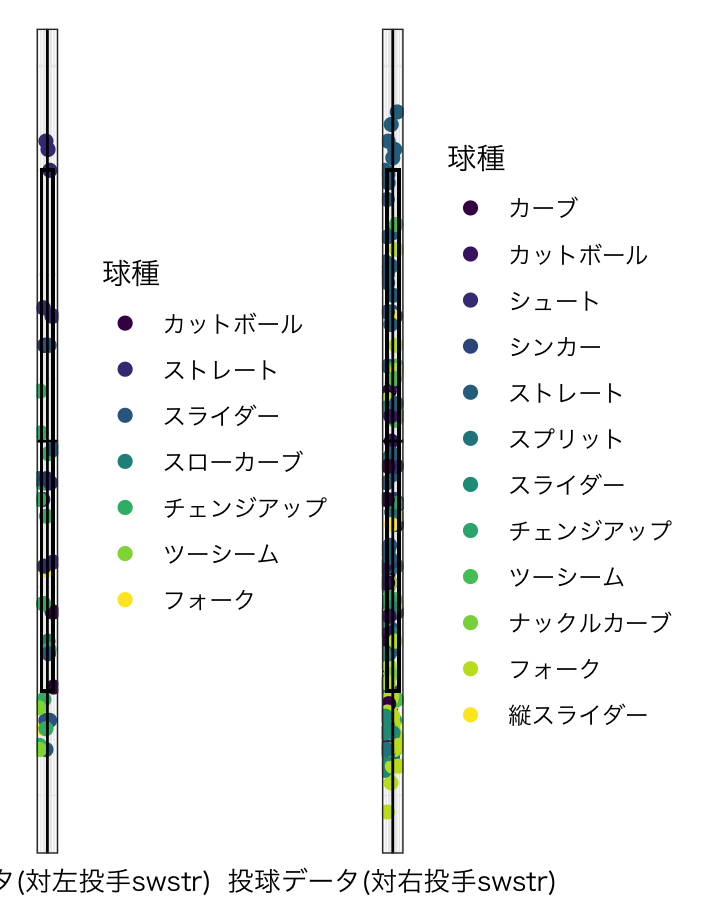 球種
カットボール
ストレート
スライダー
スローカーブ
チェンジアップ
ツーシーム
フォーク
球種
カーブ
カットボール
シュート
シンカー
ストレート
スプリット
スライダー
チェンジアップ
ツーシーム
ナックルカーブ
フォーク
縦スライダー
タ(対左投手swstr)
投球データ(対右投手swstr)